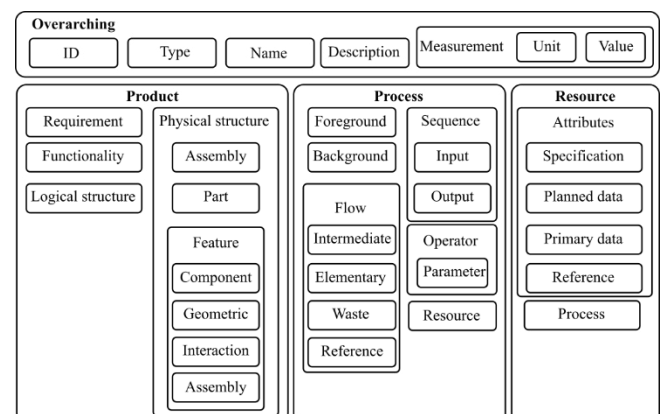 Overarching
ID
Type
Name
Description
Measurement
Unit
Value
Product
Requirement
Functionality
Logical structure
Physical structure
Assembly
Part
Feature
Component
Geometric
Interaction
Assembly
Process
Foreground
Background
Flow
Intermediate
Elementary
Waste
Reference
Sequence
Input
Output
Operator
Parameter
Resource
Resource
Attributes
Specification
Planned data
Primary data
Reference
Process